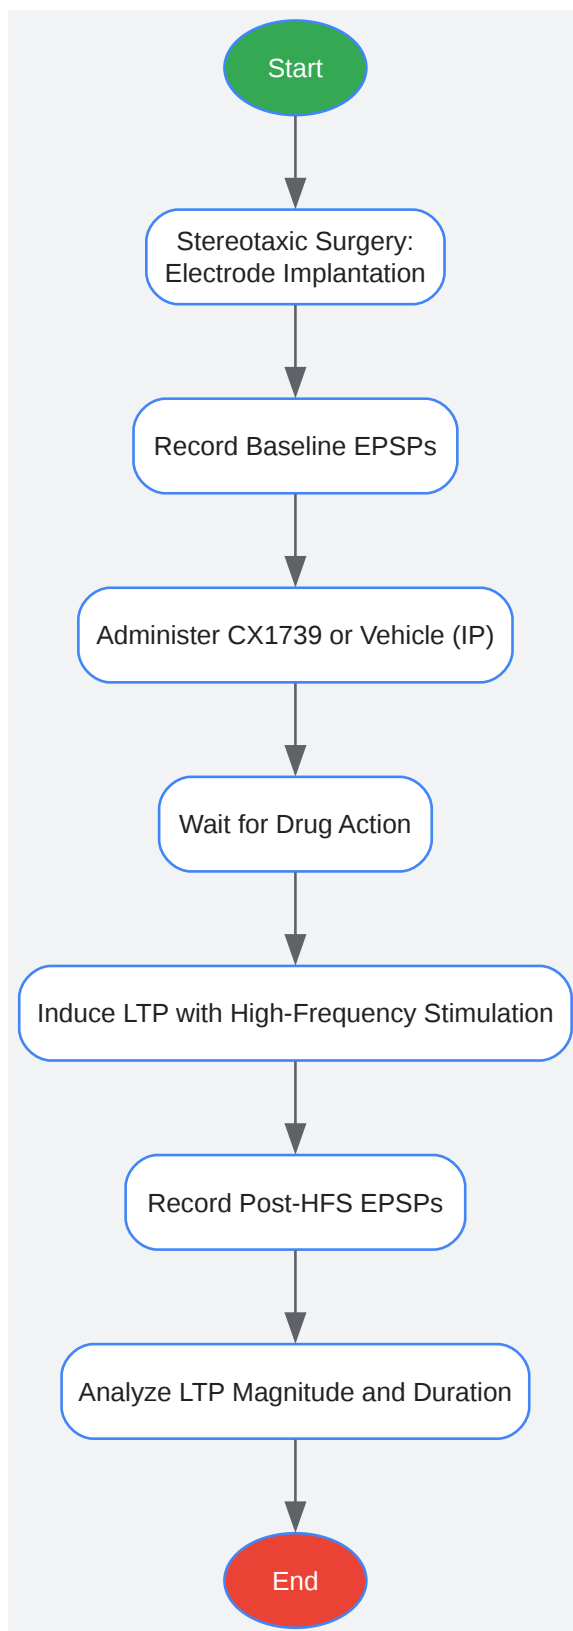 Start
Stereotaxic Surgery:
Electrode Implantation
Record Baseline EPSPs
Administer CX1739 or Vehicle (IP)
Wait for Drug Action
Induce LTP with High-Frequency Stimulation
Record Post-HFS EPSPs
Analyze LTP Magnitude and Duration
End